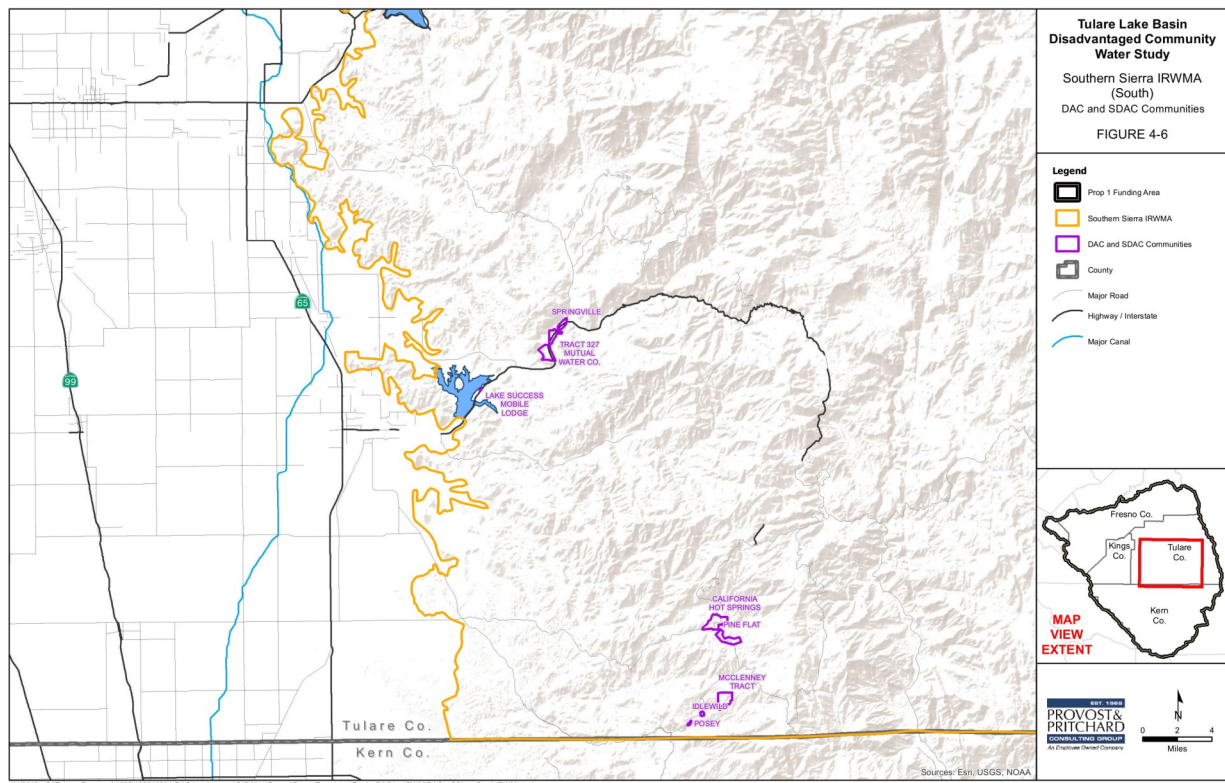 Tulare Lake Basin
Disadvantaged Community
Water Study
Southern Sierra IRWMA
(South)
DAC and SDAC Communities
FIGURE 4-6
Legend
Prop 1 Funding Area
Southern Sierra IRWMA
DAC and SDAC Communities
County
Major Road
Highway / Interstate
Major Canal
65
99
SPRINGVILLE
TRACT 327
MUTUAL
WATER CO.
LAKE SUCCESS
MOBILE
LODGE
CALIFORNIA
HOT SPRINGS
PINE FLAT
MCCLENNEY
TRACT
IDLEWILD
POSEY
Tulare Co.
Kern Co.
Sources: Esri, USGS, NOAA
Fresno Co.
Kings
Co.
Tulare
Co.
Kern
Co.
MAP
VIEW
EXTENT
EST. 1968
PROVOST&
PRITCHARD
CONSULTING GROUP
An Employee Owned Company
N
0 2 4
Miles